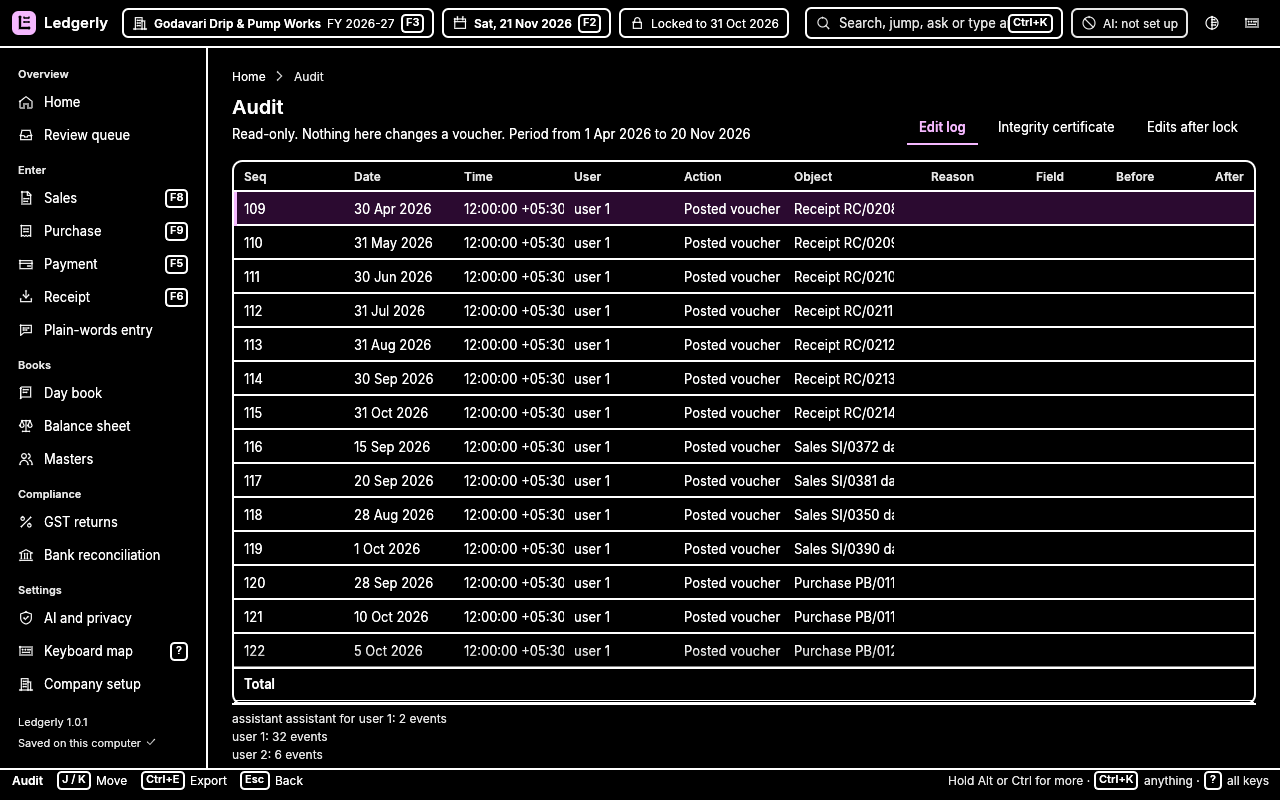 Ledgerly
Godavari Drip & Pump Works FY 2026-27 F3
Sat, 21 Nov 2026 F2
Locked to 31 Oct 2026
Search, jump, ask or type a Ctrl+K
AI: not set up
Overview
Home
Review queue
Enter
Sales F8
Purchase F9
Payment F5
Receipt F6
Plain-words entry
Books
Day book
Balance sheet
Masters
Compliance
GST returns
Bank reconciliation
Settings
AI and privacy
Keyboard map ?
Company setup
Ledgerly 1.0.1
Saved on this computer
Home > Audit
Audit
Read-only. Nothing here changes a voucher. Period from 1 Apr 2026 to 20 Nov 2026
Edit log Integrity certificate Edits after lock
Seq Date Time User Action Object Reason Field Before After
109 30 Apr 2026 12:00:00 +05:30 user 1 Posted voucher Receipt RC/0208
110 31 May 2026 12:00:00 +05:30 user 1 Posted voucher Receipt RC/0209
111 30 Jun 2026 12:00:00 +05:30 user 1 Posted voucher Receipt RC/0210
112 31 Jul 2026 12:00:00 +05:30 user 1 Posted voucher Receipt RC/0211
113 31 Aug 2026 12:00:00 +05:30 user 1 Posted voucher Receipt RC/0212
114 30 Sep 2026 12:00:00 +05:30 user 1 Posted voucher Receipt RC/0213
115 31 Oct 2026 12:00:00 +05:30 user 1 Posted voucher Receipt RC/0214
116 15 Sep 2026 12:00:00 +05:30 user 1 Posted voucher Sales SI/0372 da
117 20 Sep 2026 12:00:00 +05:30 user 1 Posted voucher Sales SI/0381 da
118 28 Aug 2026 12:00:00 +05:30 user 1 Posted voucher Sales SI/0350 da
119 1 Oct 2026 12:00:00 +05:30 user 1 Posted voucher Sales SI/0390 da
120 28 Sep 2026 12:00:00 +05:30 user 1 Posted voucher Purchase PB/011
121 10 Oct 2026 12:00:00 +05:30 user 1 Posted voucher Purchase PB/011
122 5 Oct 2026 12:00:00 +05:30 user 1 Posted voucher Purchase PB/012
Total
assistant assistant for user 1: 2 events
user 1: 32 events
user 2: 6 events
Audit J / K Move Ctrl+E Export Esc Back
Hold Alt or Ctrl for more · Ctrl+K anything · ? all keys